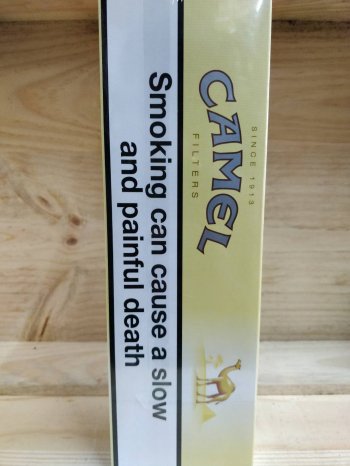 SINCE 1913
CAMEL
FILTERS
Smoking can cause a slow
and painful death